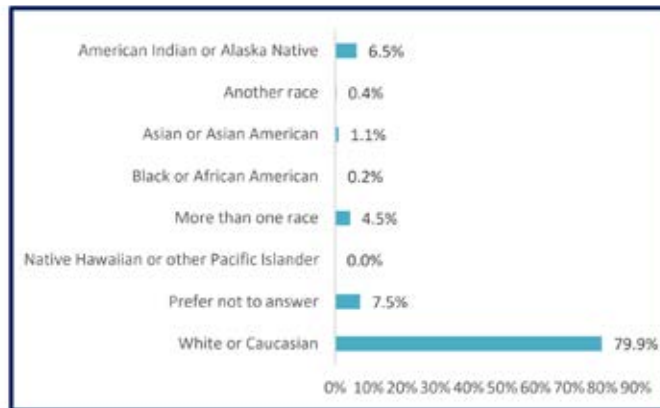 American Indian or Alaska Native 6.5%
Another race 0.4%
Asian or Asian American 1.1%
Black or African American 0.2%
More than one race 4.5%
Native Hawaiian or other Pacific Islander 0.0%
Prefer not to answer 7.5%
White or Caucasian 79.9%
0% 10% 20% 30% 40% 50% 60% 70% 80% 90%